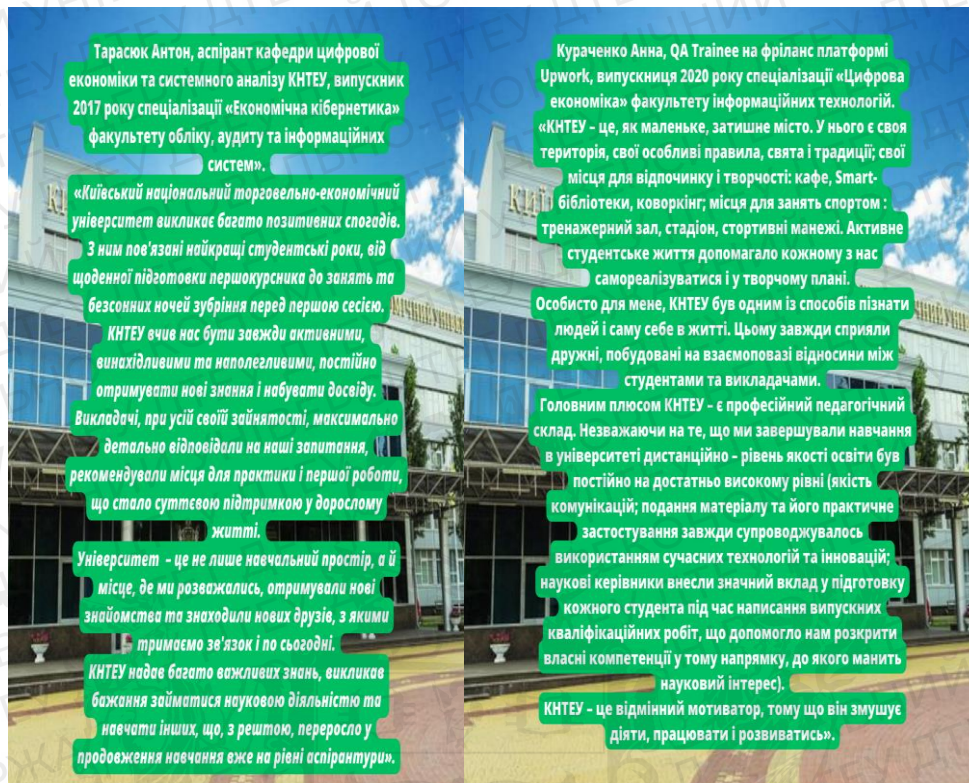 Тарасюк Антон, аспірант кафедри цифрової
економіки та системного аналізу КНТЕУ, випускник
2017 року спеціалізації «Економічна кібернетика»
факультету обліку, аудиту та інформаційних
систем».
«Київський національний торговельно-економічний
університет викликає багато позитивних спогадів.
З ним пов'язані найкращі студентські роки, від
щоденної підготовки першокурсника до занять та
безсонних ночей зубріння перед першою сесією.
КНТЕУ вчив нас бути завжди активними,
винахідливими та наполегливими, постійно
отримувати нові знання і набувати досвіду.
Викладачі, при усій своїй зайнятості, максимально
детально відповідали на наші запитання,
рекомендували місця для практики і першої роботи,
що стало суттєвою підтримкою у дорослому
житті.
Університет – це не лише навчальний простір, а й
місце, де ми розважались, отримували нові
знайомства та знаходили нових друзів, з якими
тримаємо зв'язок і по сьогодні.
КНТЕУ надав багато важливих знань, викликав
бажання займатися науковою діяльністю та
навчати інших, що, з рештою, переросло у
продовження навчання вже на рівні аспірантури».
Кураченко Анна, QA Trainee на фріланс платформі
Upwork, випускниця 2020 року спеціалізації «Цифрова
економіка» факультету інформаційних технологій.
«КНТЕУ – це, як маленьке, затишне місто. У нього є своя
територія, свої особливі правила, свята і традиції; свої
місця для відпочинку і творчості: кафе, Smart-
бібліотеки, коворкінг; місця для занять спортом :
тренажерний зал, стадіон, стортивні манежі. Активне
студентське життя допомагало кожному з нас
самореалізуватися і у творчому плані.
Особисто для мене, КНТЕУ був одним із способів пізнати
людей і саму себе в житті. Цьому завжди сприяли
дружні, побудовані на взаємоповазі відносини між
студентами та викладачами.
Головним плюсом КНТЕУ – є професійний педагогічний
склад. Незважаючи на те, що ми завершували навчання
в університеті дистанційно – рівень якості освіти був
постійно на достатньо високому рівні (якість
комунікацій; подання матеріалу та його практичне
застостування завжди супроводжувалось
використанням сучасних технологій та інновацій;
наукові керівники внесли значний вклад у підготовку
кожного студента під час написання випускних
кваліфікаційних робіт, що допомогло нам розкрити
власні компетенції у тому напрямку, до якого манить
науковий інтерес).
КНТЕУ – це відмінний мотиватор, тому що він змушує
діяти, працювати і розвиватись».